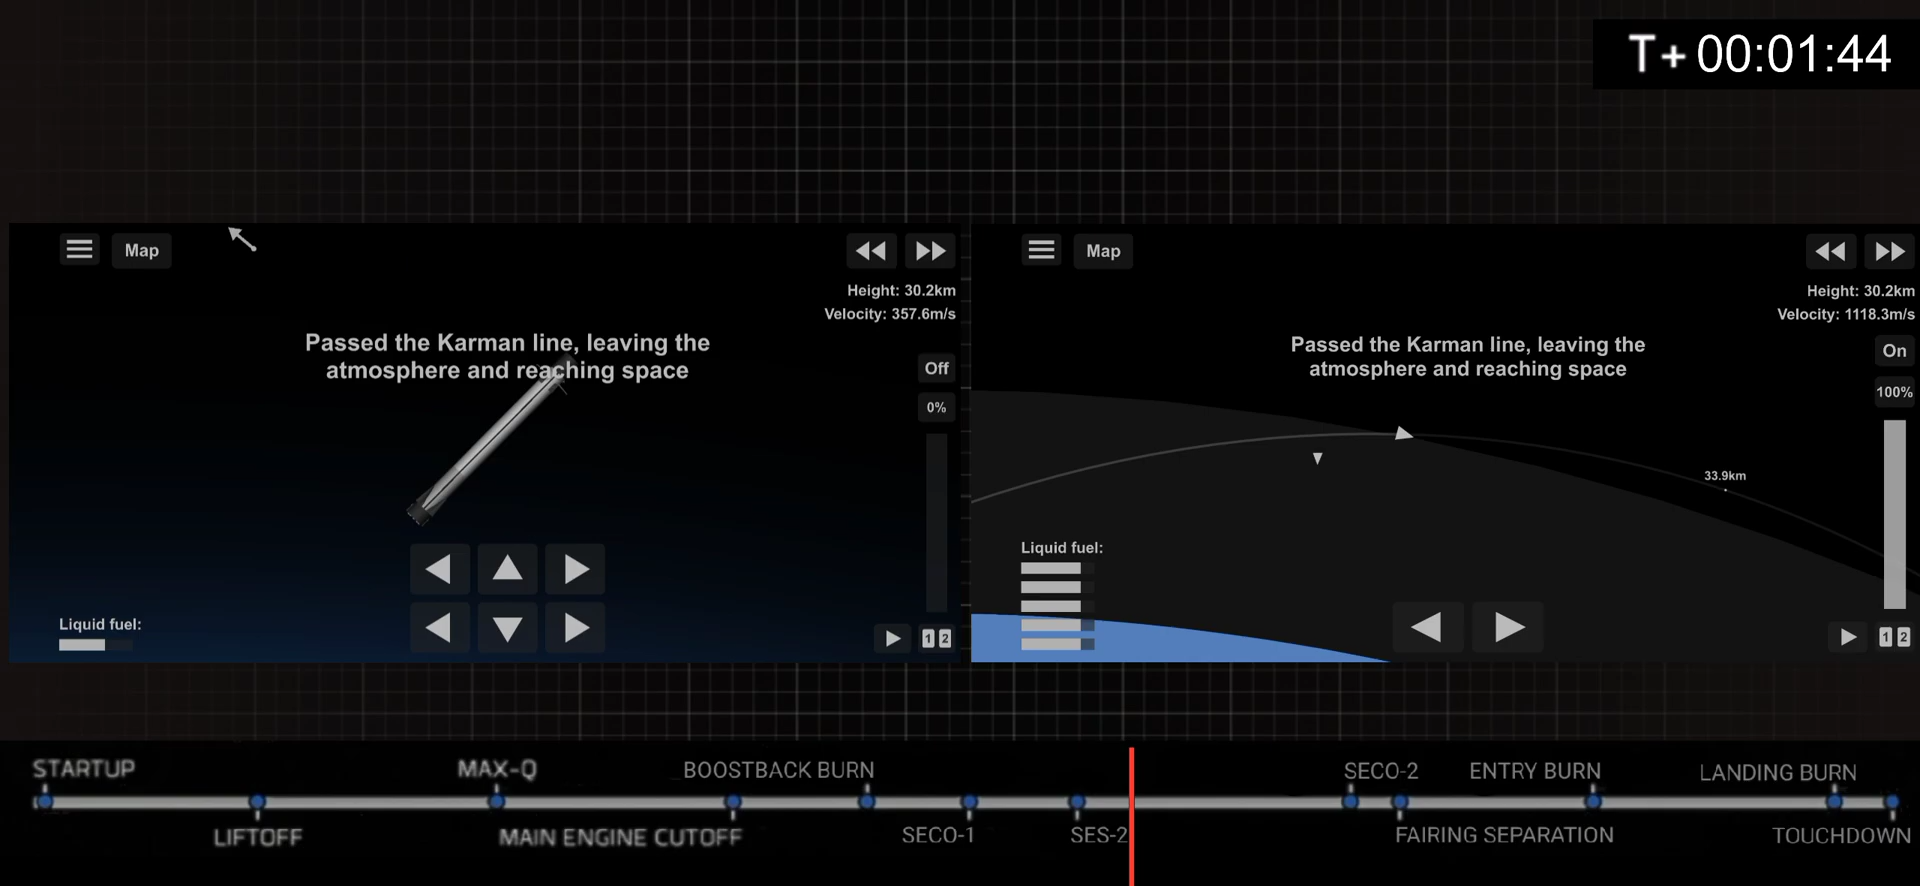 T+ 00:01:44
Map
Height: 30.2km
Velocity: 357.6m/s
Passed the Karman line, leaving the
atmosphere and reaching space
Off
0%
Liquid fuel:
1 2
Map
Height: 30.2km
Velocity: 1118.3m/s
Passed the Karman line, leaving the
atmosphere and reaching space
On
100%
33.9km
Liquid fuel:
1 2
STARTUP
MAX-Q
BOOSTBACK BURN
SECO-2
ENTRY BURN
LANDING BURN
LIFTOFF
MAIN ENGINE CUTOFF
SECO-1
SES-2
FAIRING SEPARATION
TOUCHDOWN